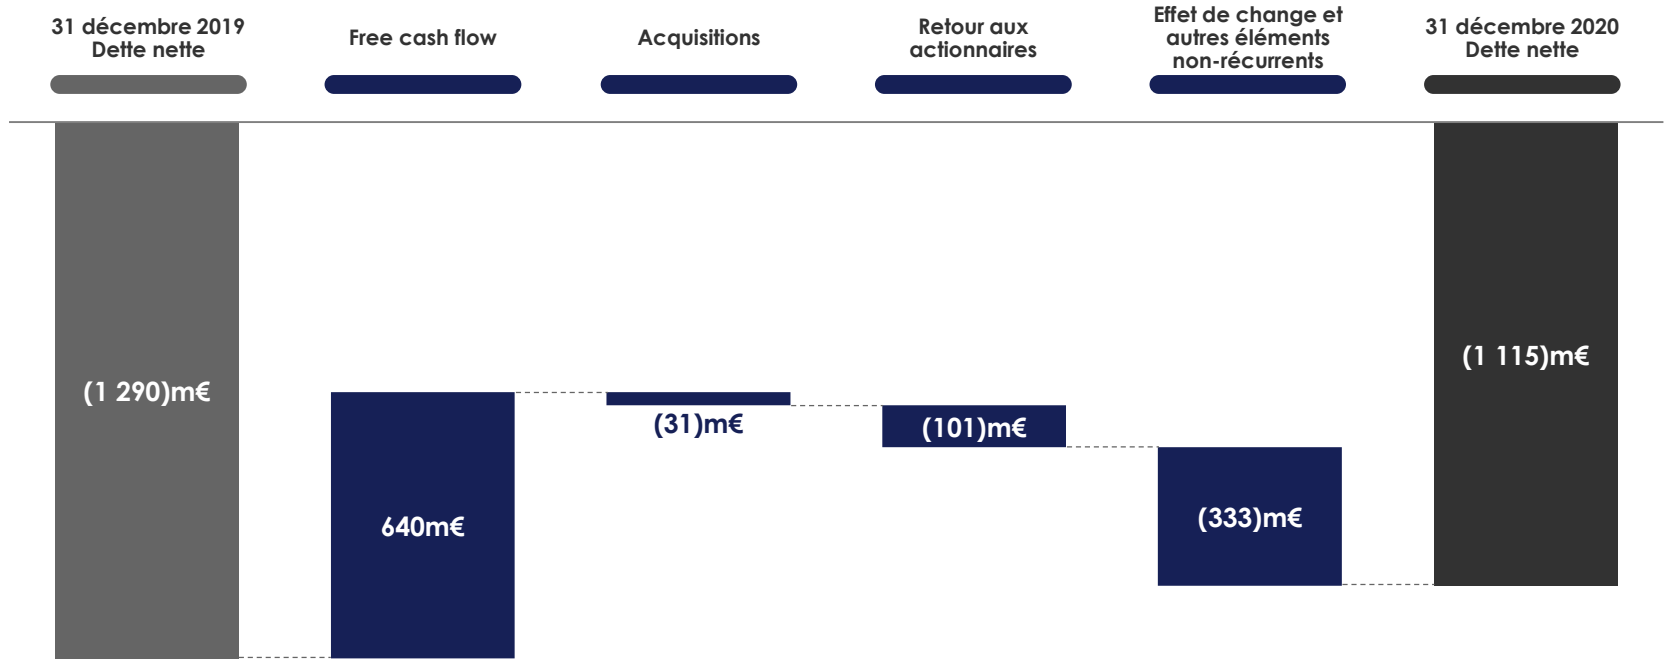 31 décembre 2019
Dette nette
Free cash flow
Acquisitions
Retour aux
actionnaires
Effet de change et
autres éléments
non-récurrents
31 décembre 2020
Dette nette
(1 290)m€
640m€
(31)m€
(101)m€
(333)m€
(1 115)m€